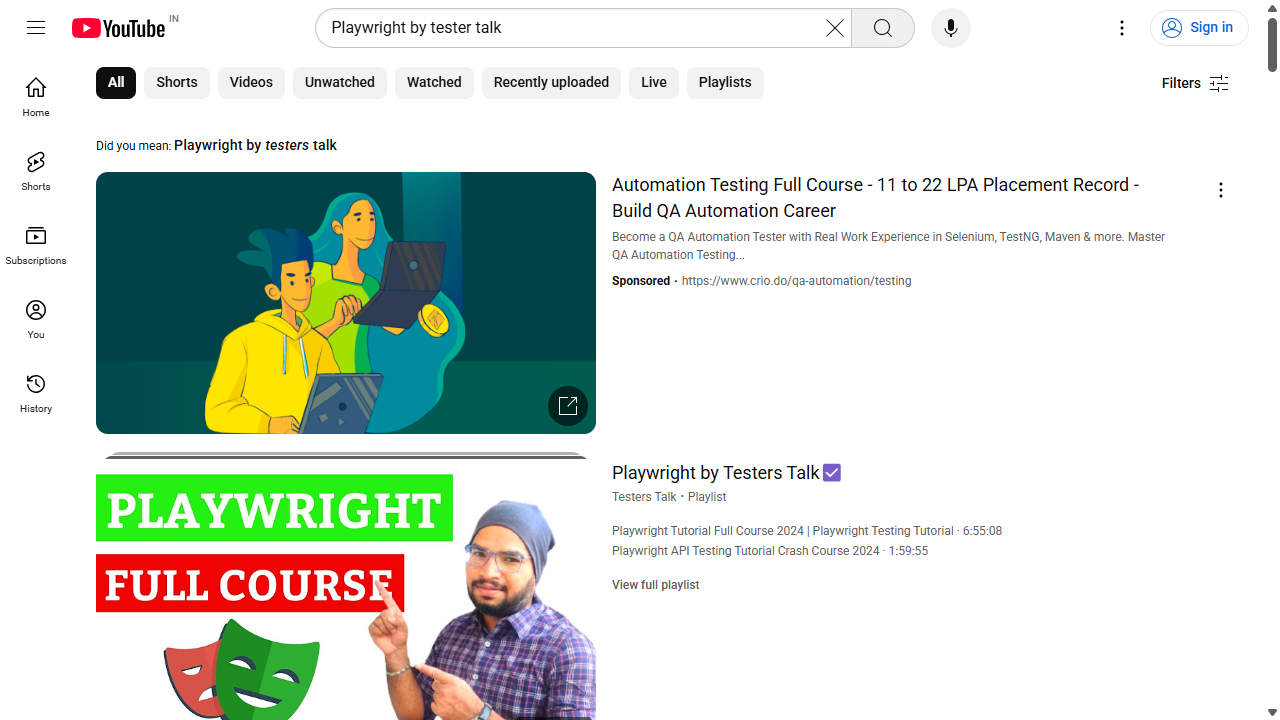 YouTube IN
Playwright by tester talk
Sign in
All Shorts Videos Unwatched Watched Recently uploaded Live Playlists
Filters
Home
Shorts
Subscriptions
You
History
Did you mean: Playwright by testers talk
Automation Testing Full Course - 11 to 22 LPA Placement Record -
Build QA Automation Career
Become a QA Automation Tester with Real Work Experience in Selenium, TestNG, Maven & more. Master
QA Automation Testing...
Sponsored · https://www.crio.do/qa-automation/testing
PLAYWRIGHT
FULL COURSE
Playwright by Testers Talk☑️
Testers Talk · Playlist
Playwright Tutorial Full Course 2024 | Playwright Testing Tutorial · 6:55:08
Playwright API Testing Tutorial Crash Course 2024 · 1:59:55
View full playlist